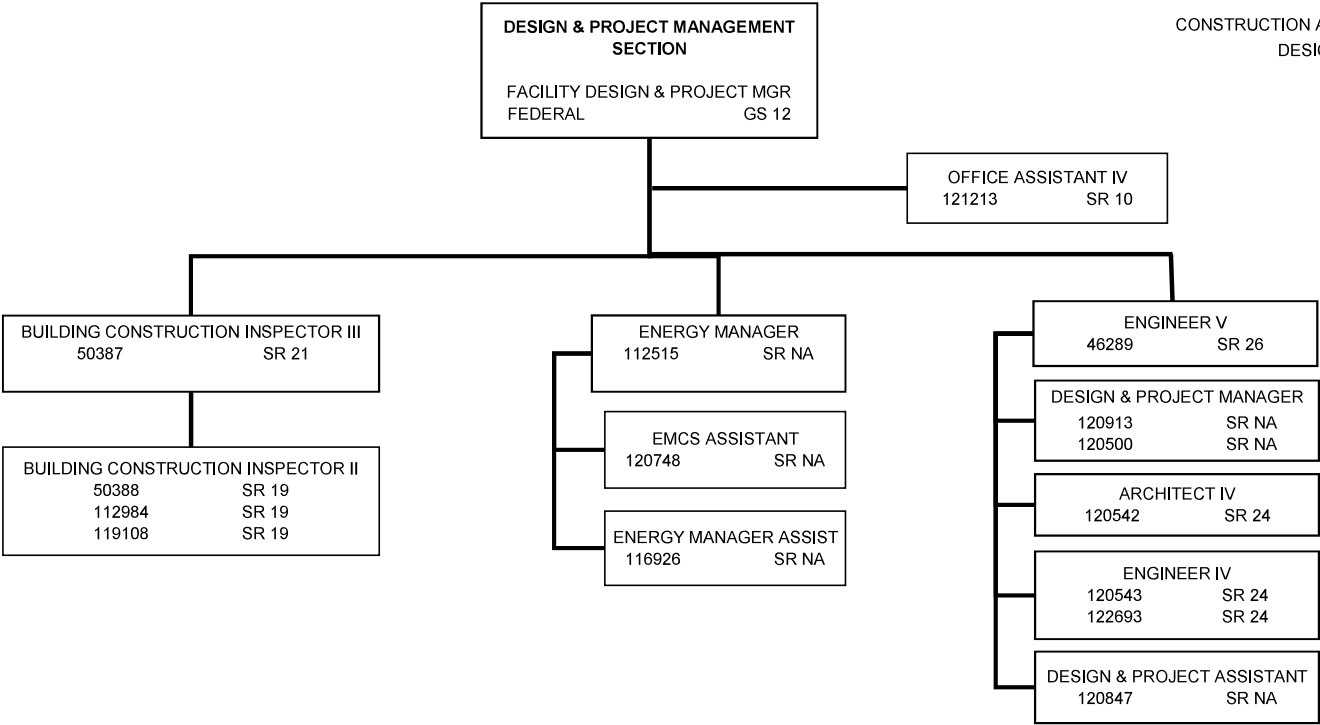 DESIGN & PROJECT MANAGEMENT
SECTION
FACILITY DESIGN & PROJECT MGR
FEDERAL GS 12
CONSTRUCTION
OFFICE ASSISTANT IV
121213 SR 10
BUILDING CONSTRUCTION INSPECTOR III
50387 SR 21
BUILDING CONSTRUCTION INSPECTOR II
50388 SR 19
112984 SR 19
119108 SR 19
ENERGY MANAGER
112515 SR NA
EMCS ASSISTANT
120748 SR NA
ENERGY MANAGER ASSIST
116926 SR NA
ENGINEER V
46289 SR 26
DESIGN & PROJECT MANAGER
120913 SR NA
120500 SR NA
ARCHITECT IV
120542 SR 24
ENGINEER IV
120543 SR 24
122693 SR 24
DESIGN & PROJECT ASSISTANT
120847 SR NA